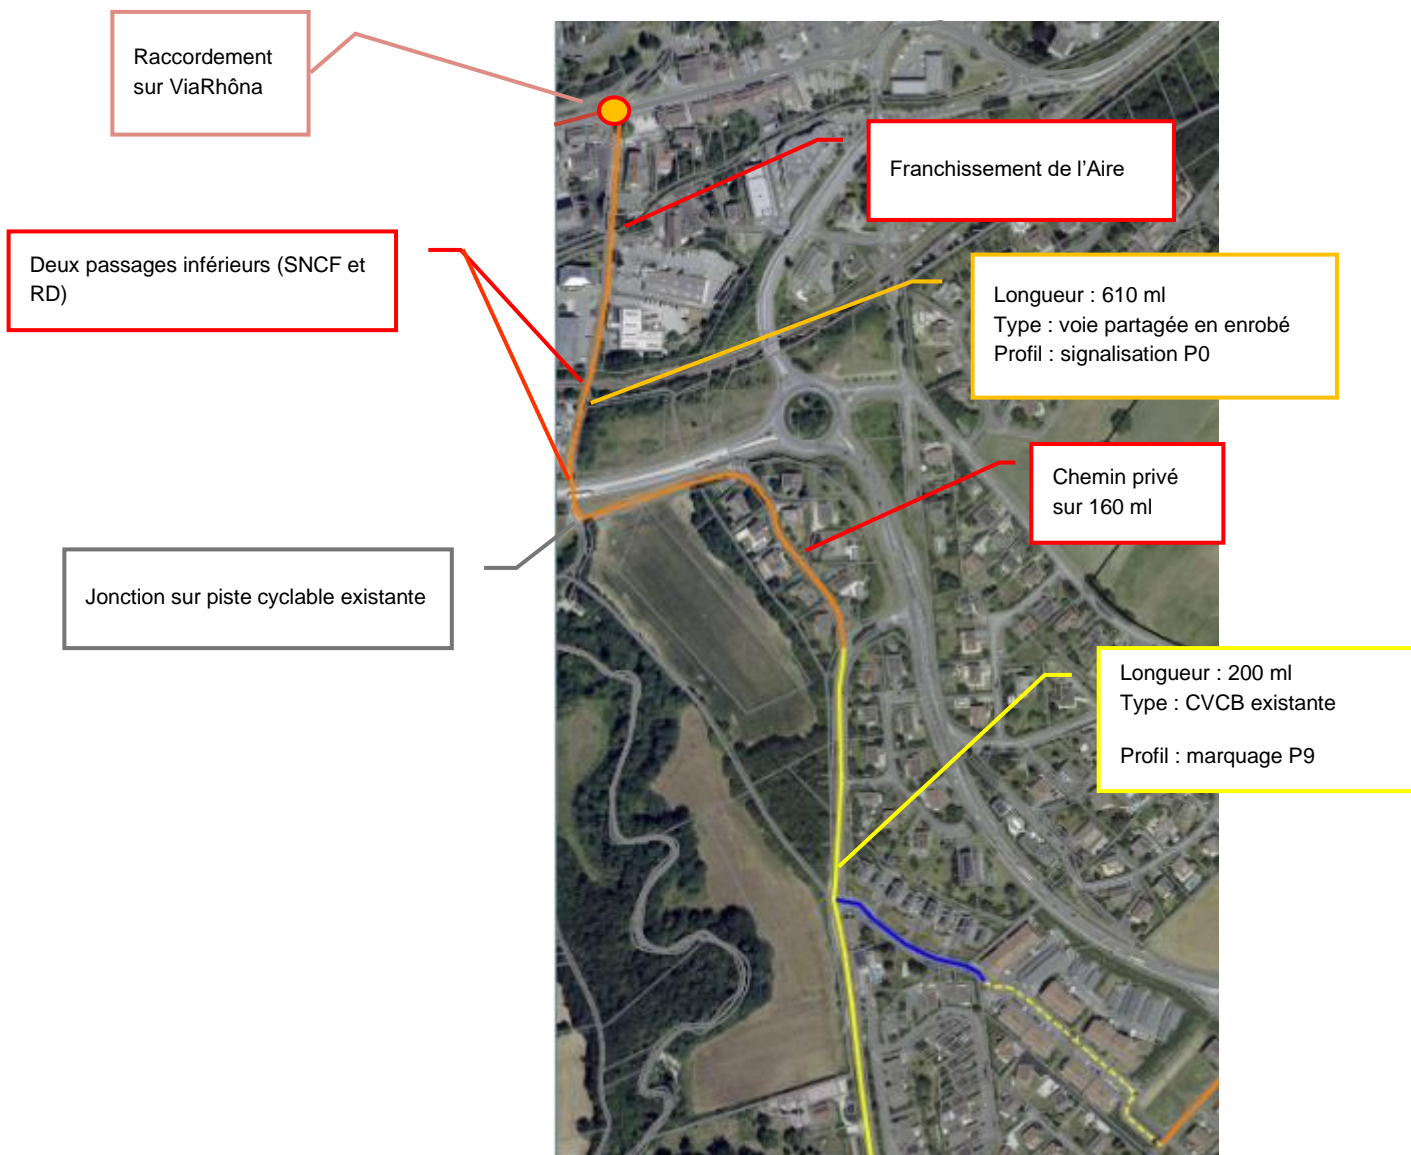 Raccordement
sur ViaRhôna
Franchissement de l'Aire
Deux passages inférieurs (SNCF et
RD)
Longueur : 610 ml
Type : voie partagée en enrobé
Profil : signalisation P0
Chemin privé
sur 160 ml
Jonction sur piste cyclable existante
Longueur : 200 ml
Type : CVCB existante
Profil : marquage P9